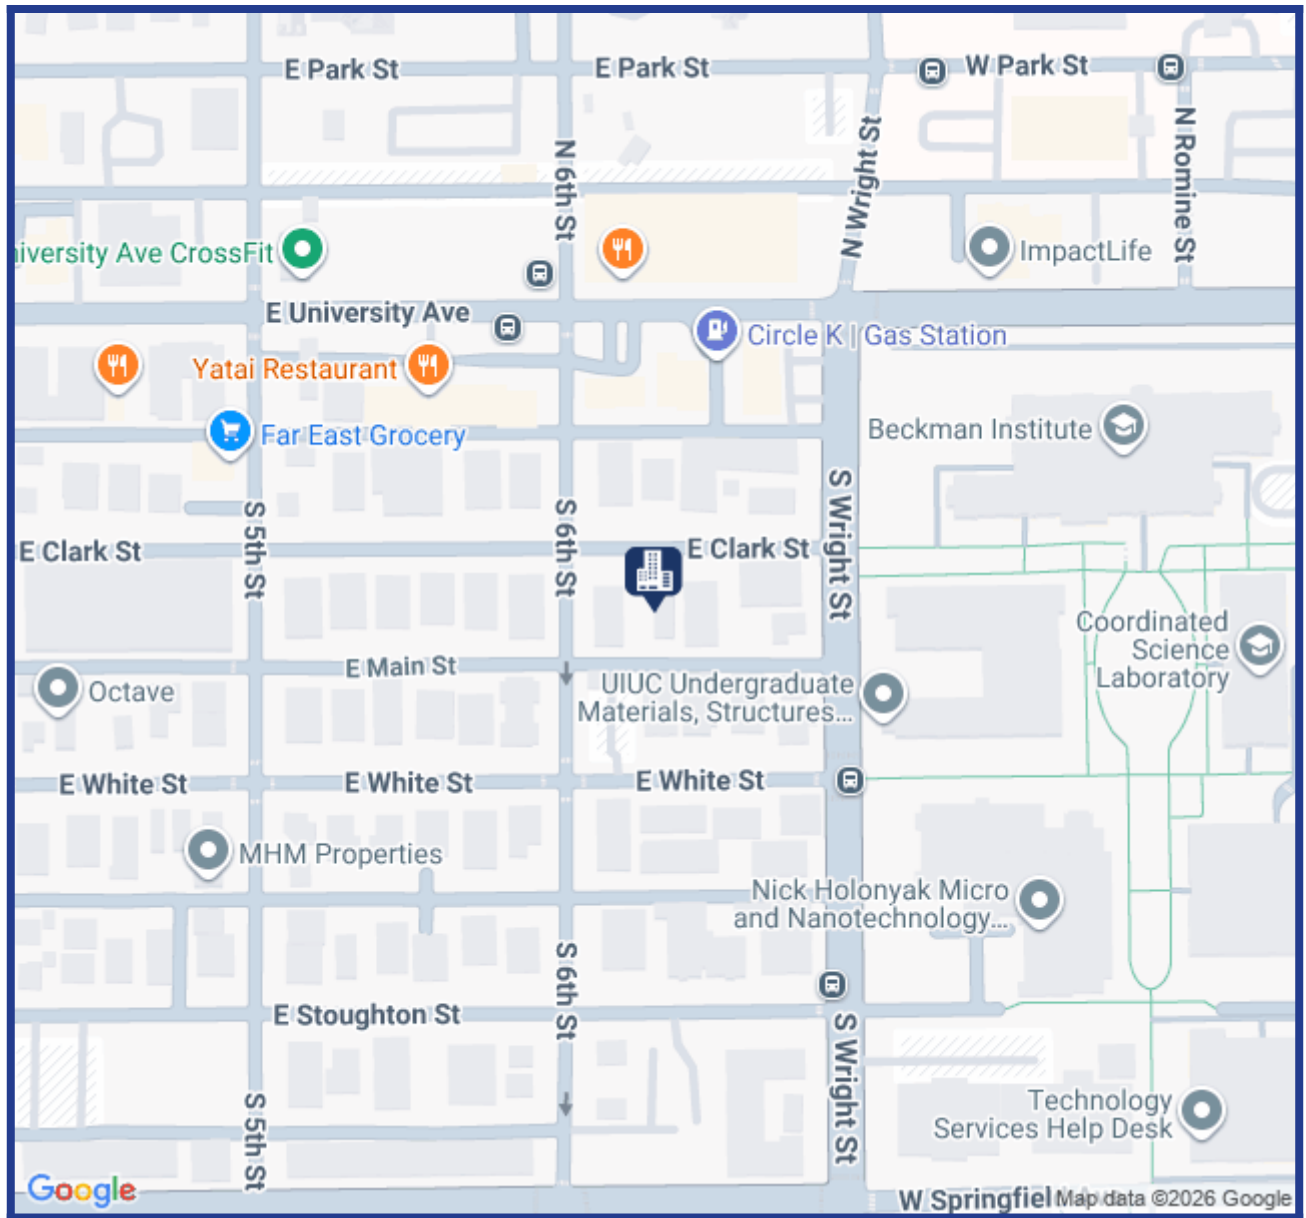 E Park St
E Park St
W Park St
N 6th St
N Wright St
N Romine St
iversity Ave CrossFit
ImpactLife
E University Ave
Circle K | Gas Station
Yatai Restaurant
Far East Grocery
Beckman Institute
S 5th St
S 6th St
S Wright St
E Clark St
E Clark St
Coordinated
Science
Laboratory
E Main St
Octave
UIUC Undergraduate
Materials, Structures...
E White St
E White St
E White St
MHM Properties
Nick Holonyak Micro
and Nanotechnology...
S 6th St
E Stoughton St
S Wright St
S 5th St
Technology
Services Help Desk
Google
W Springfiel
Map data ©2026 Google